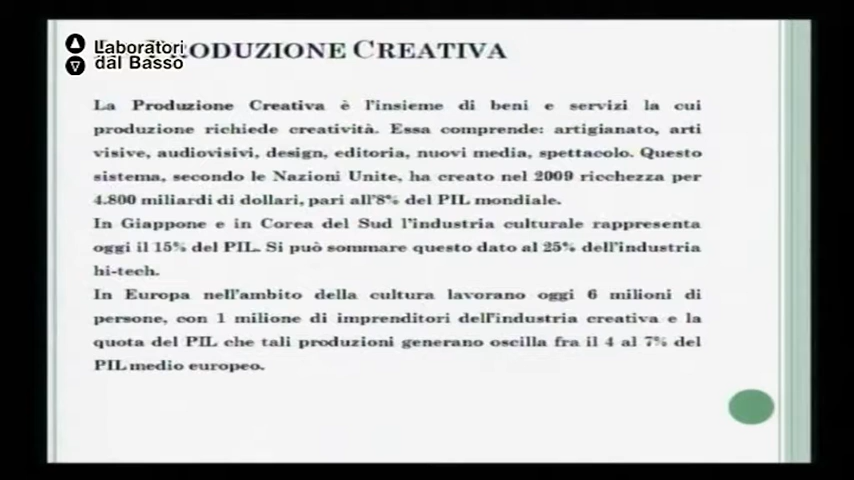 Laboratori
dal Basso
PRODUZIONE CREATIVA
La Produzione Creativa è l'insieme di beni e servizi la cui
produzione richiede creatività. Essa comprende: artigianato, arti
visive, audiovisivi, design, editoria, nuovi media, spettacolo. Questo
sistema, secondo le Nazioni Unite, ha creato nel 2009 ricchezza per
4.800 miliardi di dollari, pari all'8% del PIL mondiale.
In Giappone e in Corea del Sud l'industria culturale rappresenta
oggi il 15% del PIL. Si può sommare questo dato al 25% dell'industria
hi-tech.
In Europa nell'ambito della cultura lavorano oggi 6 milioni di
persone, con 1 milione di imprenditori dell'industria creativa e la
quota del PIL che tali produzioni generano oscilla fra il 4 al 7% del
PIL medio europeo.